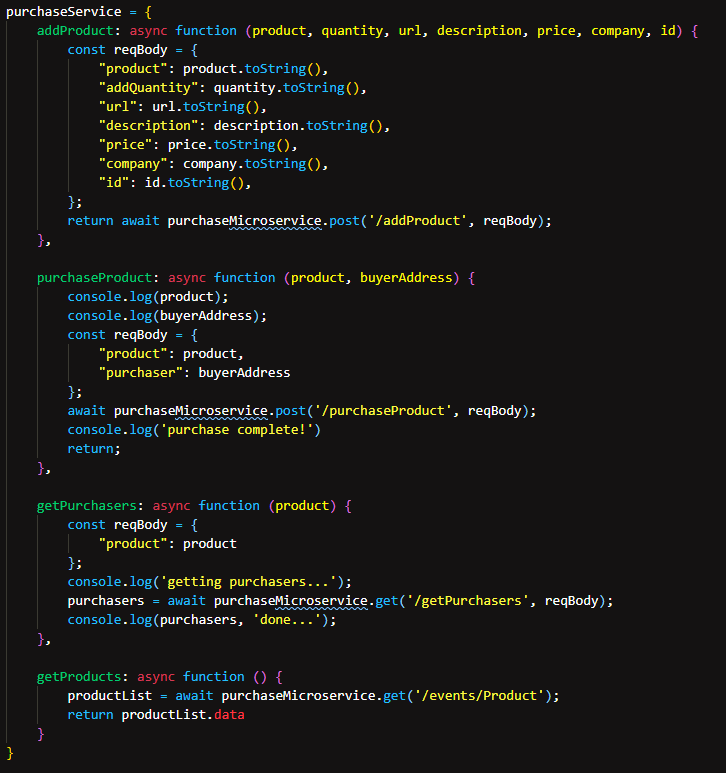 purchaseService = {
    addProduct: async function (product, quantity, url, description, price, company, id) {
        const reqBody = {
            "product": product.toString(),
            "addQuantity": quantity.toString(),
            "url": url.toString(),
            "description": description.toString(),
            "price": price.toString(),
            "company": company.toString(),
            "id": id.toString(),
        };
        return await purchaseMicroservice.post('/addProduct', reqBody);
    },

    purchaseProduct: async function (product, buyerAddress) {
        console.log(product);
        console.log(buyerAddress);
        const reqBody = {
            "product": product,
            "purchaser": buyerAddress
        };
        await purchaseMicroservice.post('/purchaseProduct', reqBody);
        console.log('purchase complete!')
        return;
    },

    getPurchasers: async function (product) {
        const reqBody = {
            "product": product
        };
        console.log('getting purchasers...');
        purchasers = await purchaseMicroservice.get('/getPurchasers', reqBody);
        console.log(purchasers, 'done...');
    },

    getProducts: async function () {
        productList = await purchaseMicroservice.get('/events/Product');
        return productList.data
    }
}